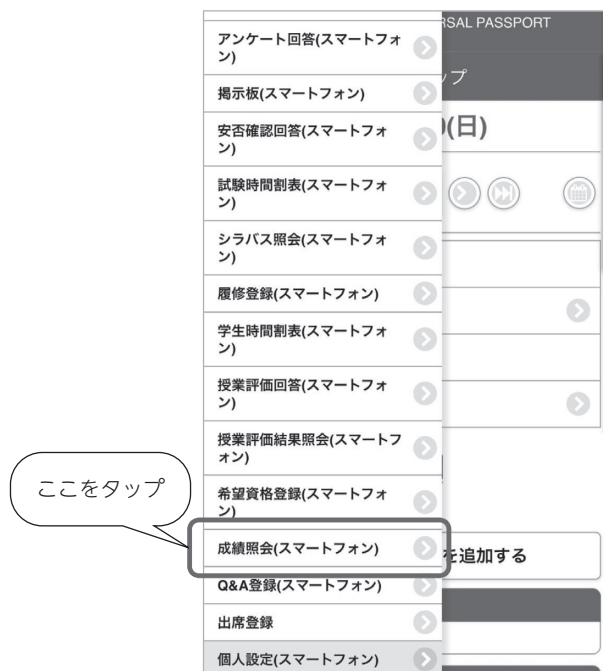 アンケート回答(スマートフォ
ン)
掲示板(スマートフォン)
安否確認回答(スマートフォ
ン)
試験時間割表(スマートフォ
ン)
シラバス照会(スマートフォ
ン)
履修登録(スマートフォン)
学生時間割表(スマートフォ
ン)
授業評価回答(スマートフォ
ン)
授業評価結果照会(スマートフ
ォン)
希望資格登録(スマートフォ
ン)
成績照会(スマートフォン)
Q&A登録(スマートフォン)
出席登録
個人設定(スマートフォン)
ここをタップ
RSAL PASSPORT
ップ
(日)
を追加する